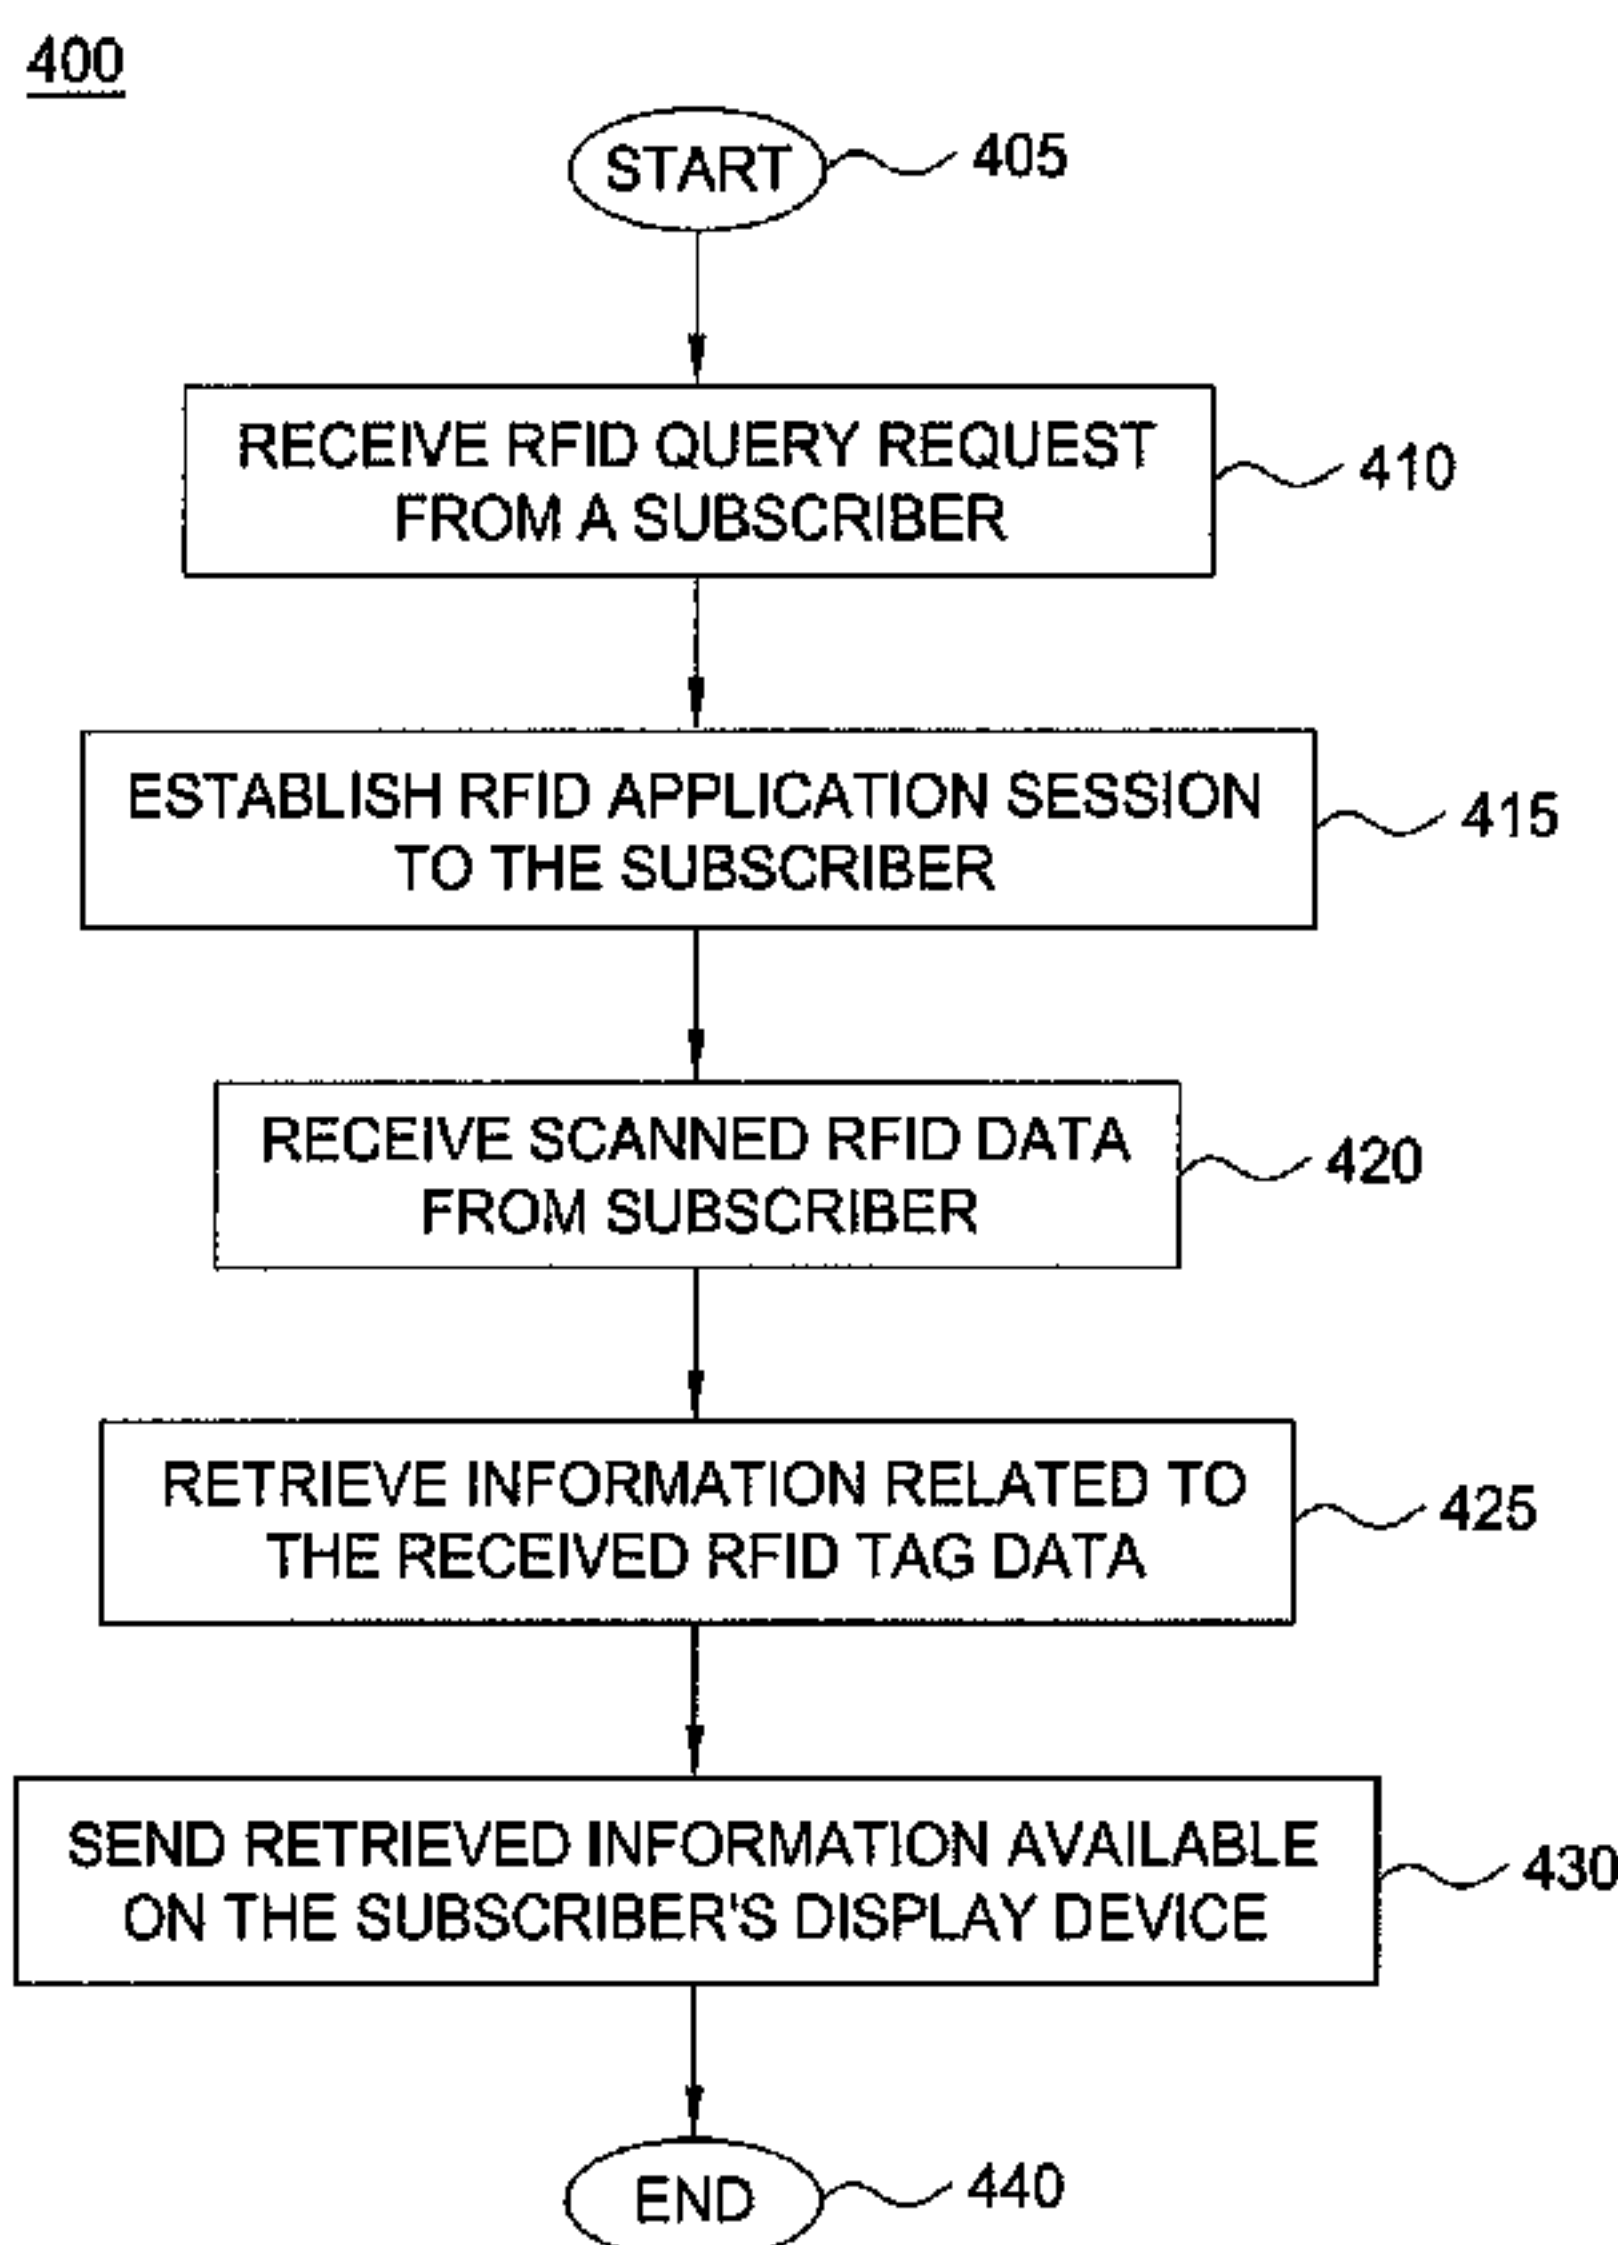 400
START
405
RECEIVE RFID QUERY REQUEST
FROM A SUBSCRIBER
410
ESTABLISH RFID APPLICATION SESSION
TO THE SUBSCRIBER
415
RECEIVE SCANNED RFID DATA
FROM SUBSCRIBER
420
RETRIEVE INFORMATION RELATED TO
THE RECEIVED RFID TAG DATA
425
SEND RETRIEVED INFORMATION AVAILABLE
ON THE SUBSCRIBER'S DISPLAY DEVICE
430
END
440